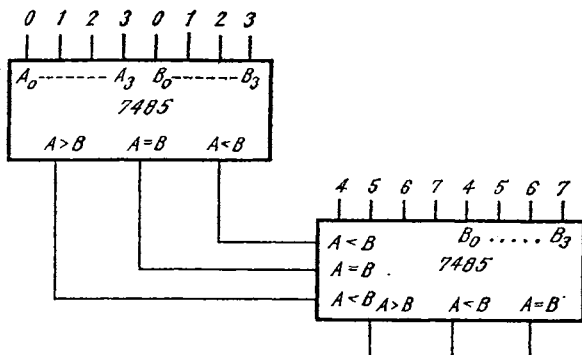 0 1 2 3 0 1 2 3
A₀------A₃ B₀------B₃
7485
A>B A=B A<B
4 5 6 7 4 5 6 7
A<B B₀.....B₃
A=B 7485
A<B A>B A<B A=B